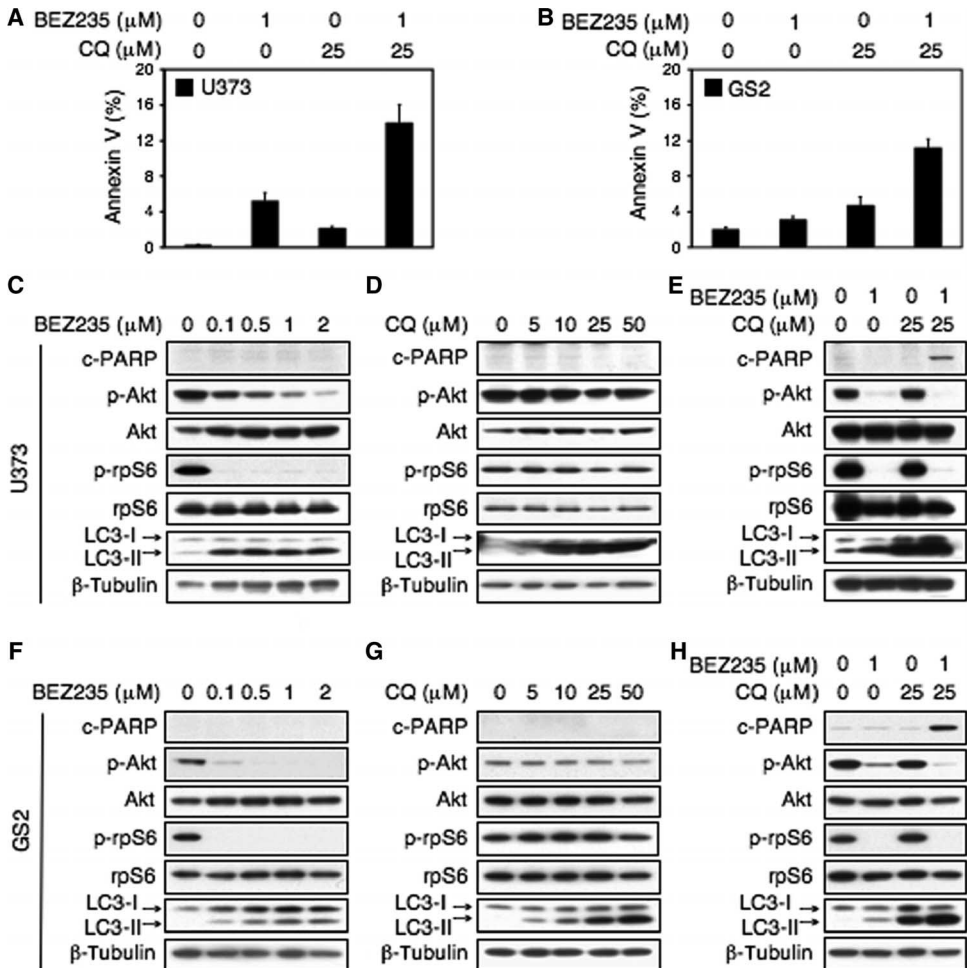 A
BEZ235 (μM) 0 1 0 1
CQ (μM) 0 0 25 25
20
16
12
8
4
0
Annexin V (%)
U373
B
BEZ235 (μM) 0 1 0 1
CQ (μM) 0 0 25 25
20
16
12
8
4
0
Annexin V (%)
GS2
U373
C
BEZ235 (μM) 0 0.1 0.5 1 2
c-PARP
p-Akt
Akt
p-rpS6
rpS6
LC3-I
LC3-II
β-Tubulin
D
CQ (μM) 0 5 10 25 50
c-PARP
p-Akt
Akt
p-rpS6
rpS6
LC3-I
LC3-II
β-Tubulin
E
BEZ235 (μM) 0 1 0 1
CQ (μM) 0 0 25 25
c-PARP
p-Akt
Akt
p-rpS6
rpS6
LC3-I
LC3-II
β-Tubulin
GS2
F
BEZ235 (μM) 0 0.1 0.5 1 2
c-PARP
p-Akt
Akt
p-rpS6
rpS6
LC3-I
LC3-II
β-Tubulin
G
CQ (μM) 0 5 10 25 50
c-PARP
p-Akt
Akt
p-rpS6
rpS6
LC3-I
LC3-II
β-Tubulin
H
BEZ235 (μM) 0 1 0 1
CQ (μM) 0 0 25 25
c-PARP
p-Akt
Akt
p-rpS6
rpS6
LC3-I
LC3-II
β-Tubulin